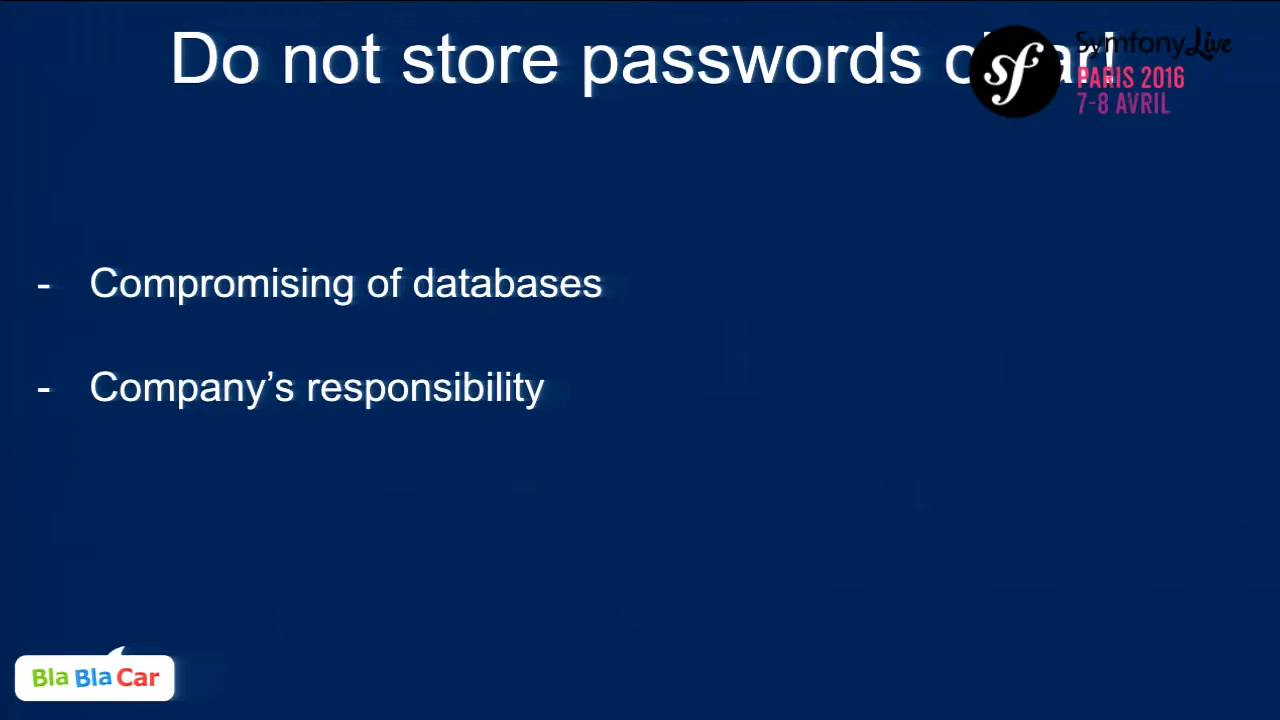 Do not store passwords
SymfonyLive
PARIS 2016
7-8 AVRIL
- Compromising of databases
- Company’s responsibility
BlaBlaCar